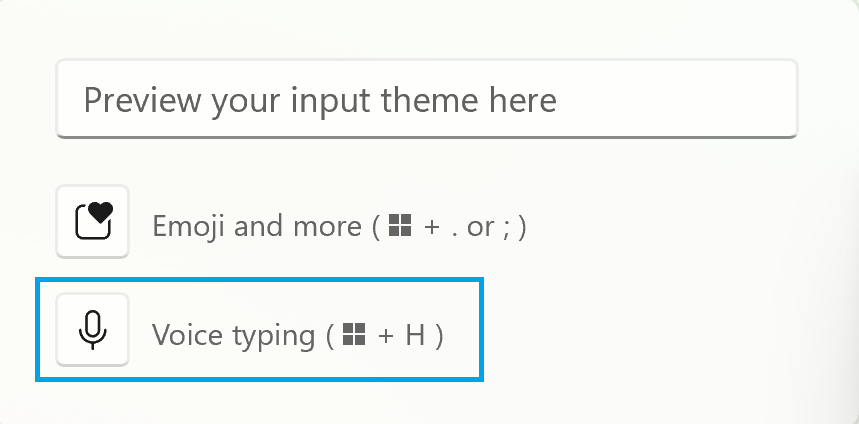 Preview your input theme here
Emoji and more ( ⊞ + . or ; )
Voice typing ( ⊞ + H )